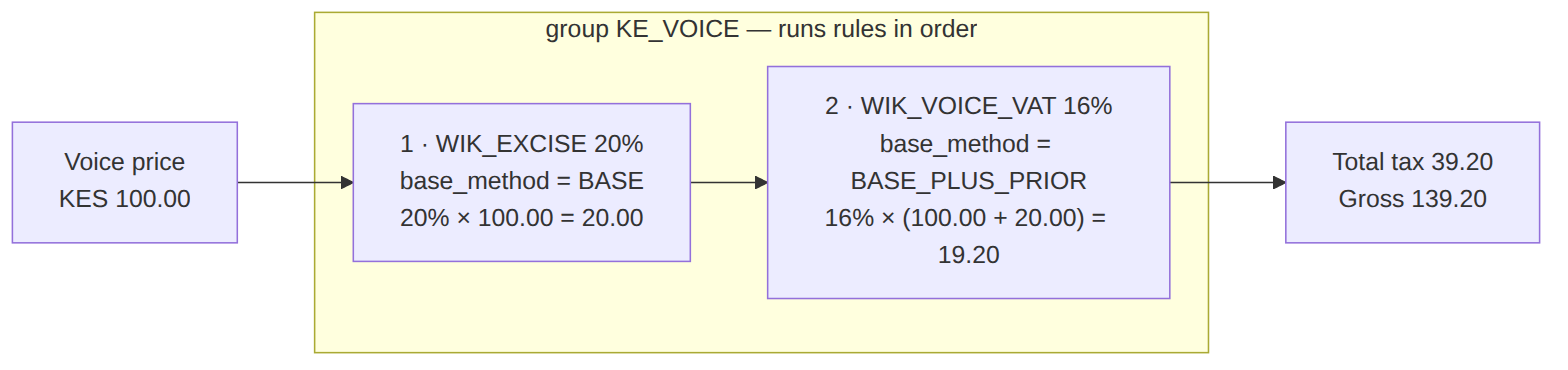 group KE_VOICE — runs rules in order
Voice price
KES 100.00
1 · WIK_EXCISE 20%
base_method = BASE
20% × 100.00 = 20.00
2 · WIK_VOICE_VAT 16%
base_method =
BASE_PLUS_PRIOR
16% × (100.00 + 20.00) =
19.20
Total tax 39.20
Gross 139.20